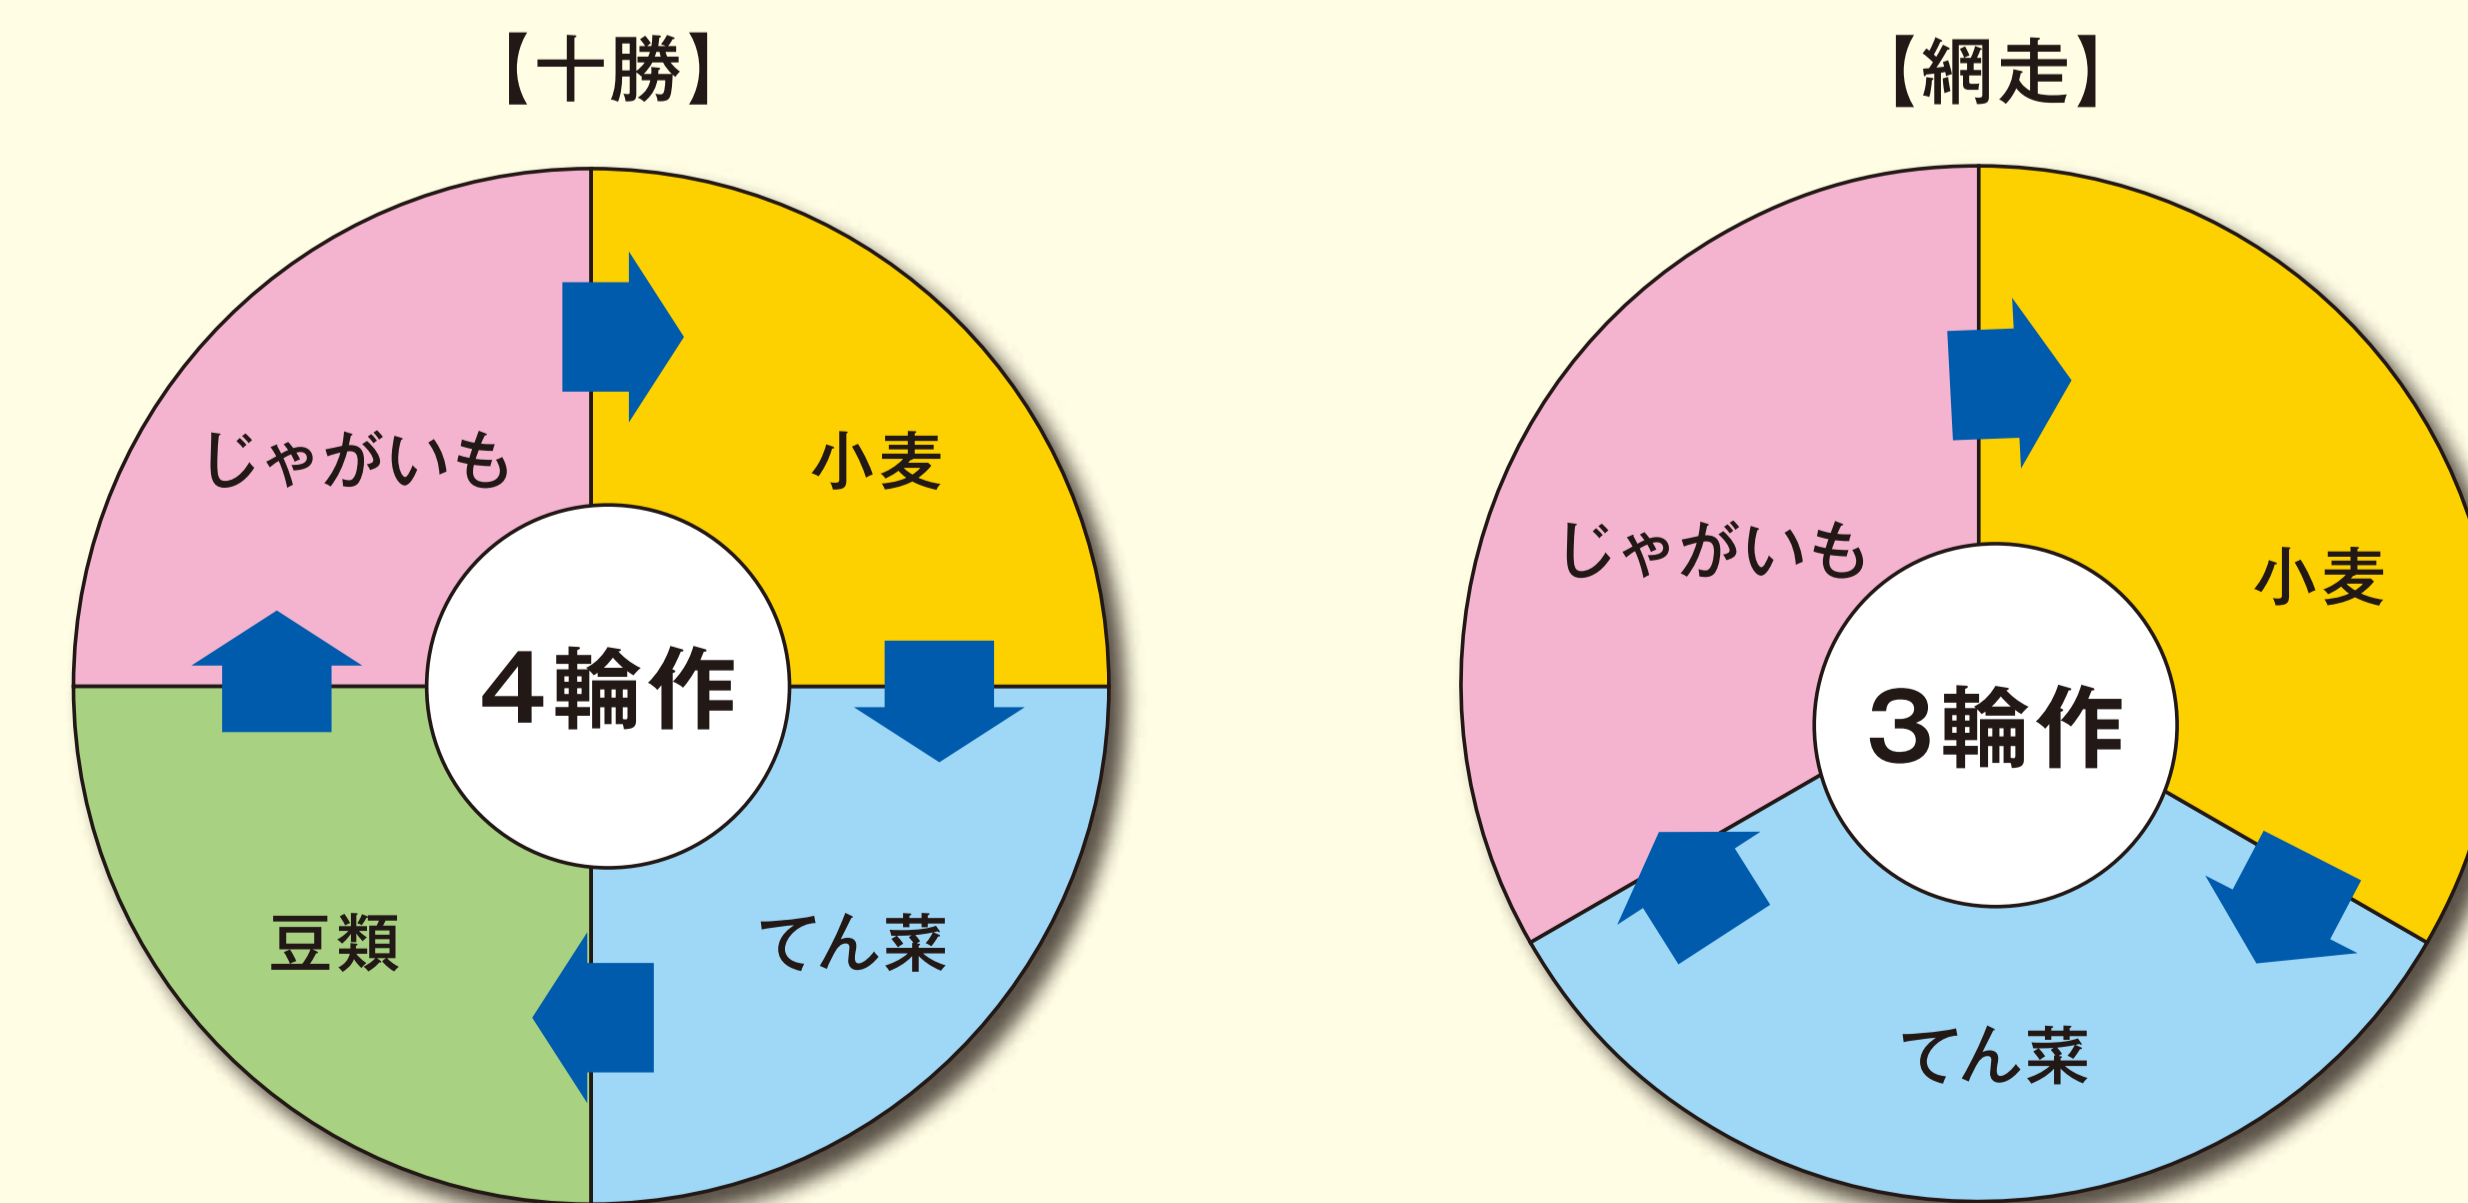 【十勝】
じゃがいも
小麦
4輪作
豆類
てん菜
【網走】
じゃがいも
小麦
3輪作
てん菜